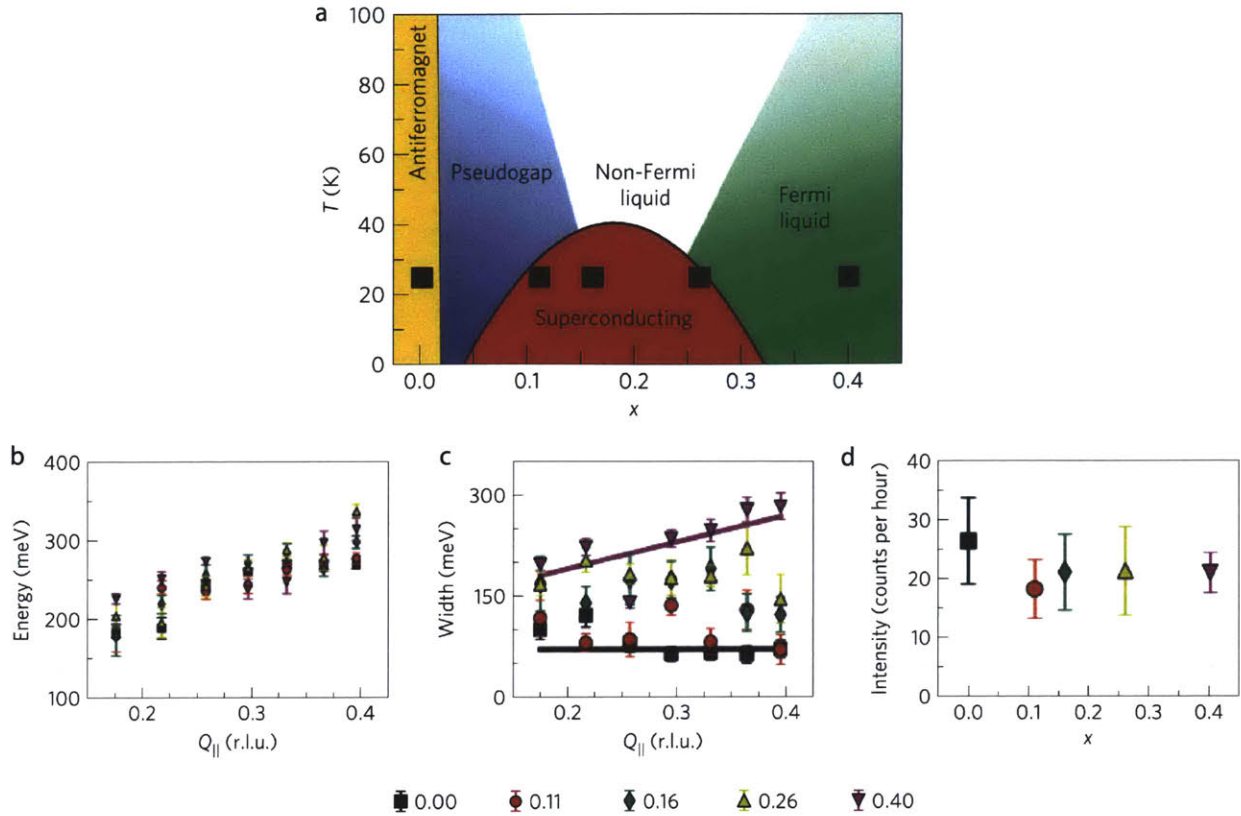 a
100
80
60
40
20
0
T (K)
Antiferromagnet
Pseudogap
Non-Fermi
liquid
Fermi
liquid
Superconducting
0.0 0.1 0.2 0.3 0.4
x
b
400
300
200
100
Energy (meV)
0.2 0.3 0.4
Q|| (r.l.u.)
c
300
150
0
Width (meV)
0.2 0.3 0.4
Q|| (r.l.u.)
d
40
30
20
10
0
Intensity (counts per hour)
0.0 0.1 0.2 0.3 0.4
x
0.00 0.11 0.16 0.26 0.40